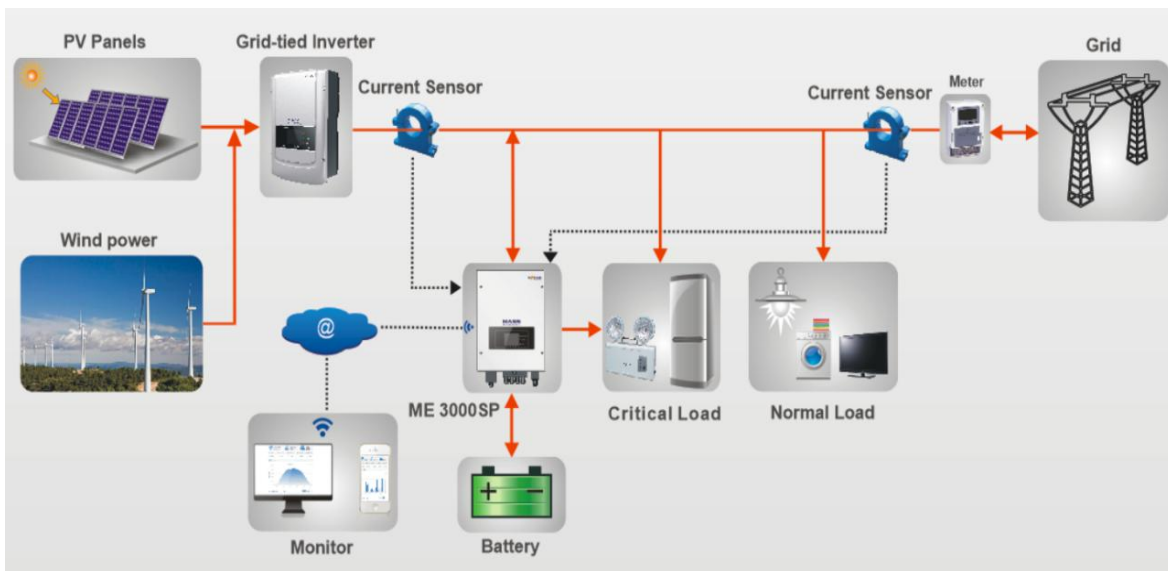 PV Panels
Grid-tied Inverter
Current Sensor
Current Sensor
Meter
Grid
Wind power
@
ME 3000SP
Critical Load
Normal Load
Monitor
+ −
Battery